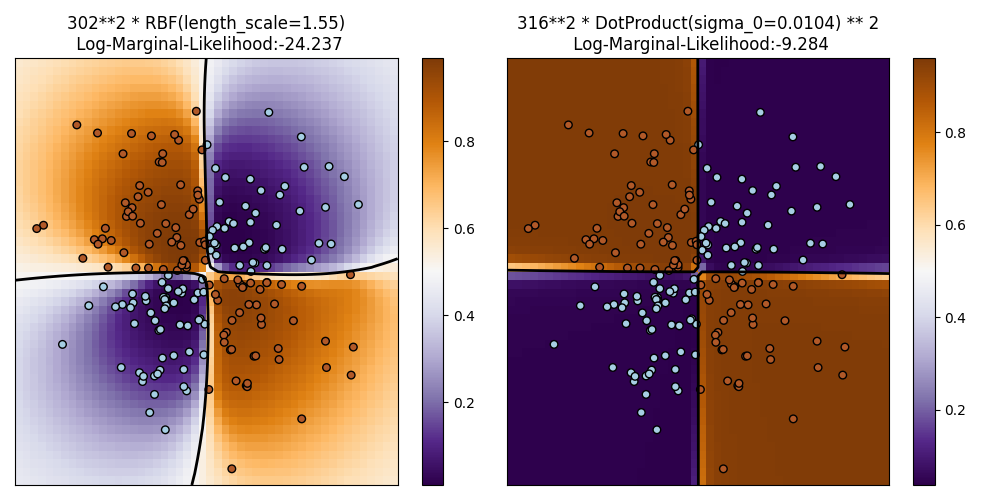 302**2 * RBF(length_scale=1.55)
Log-Marginal-Likelihood:-24.237
0.8
0.6
0.4
0.2
316**2 * DotProduct(sigma_0=0.0104) ** 2
Log-Marginal-Likelihood:-9.284
0.8
0.6
0.4
0.2